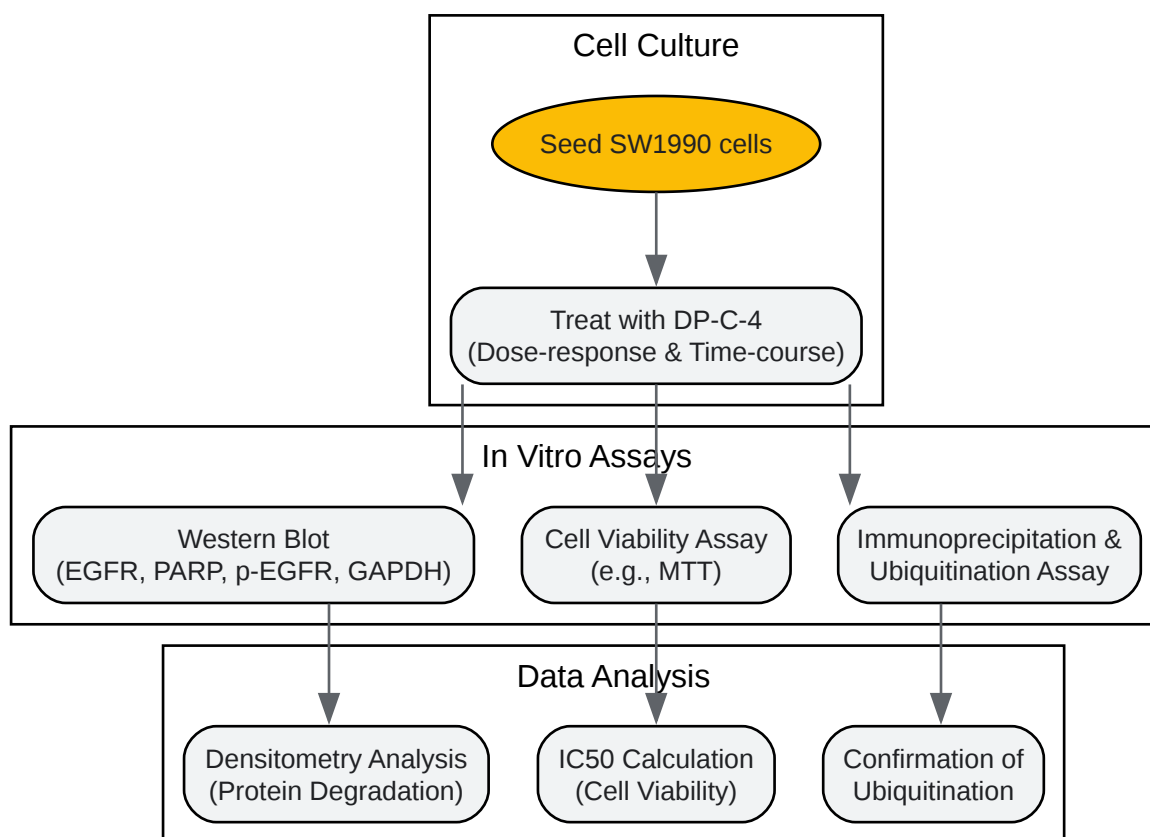 Cell Culture
Seed SW1990 cells
Treat with DP-C-4
(Dose-response & Time-course)
In Vitro Assays
Western Blot
(EGFR, PARP, p-EGFR, GAPDH)
Cell Viability Assay
(e.g., MTT)
Immunoprecipitation &
Ubiquitination Assay
Data Analysis
Densitometry Analysis
(Protein Degradation)
IC50 Calculation
(Cell Viability)
Confirmation of
Ubiquitination